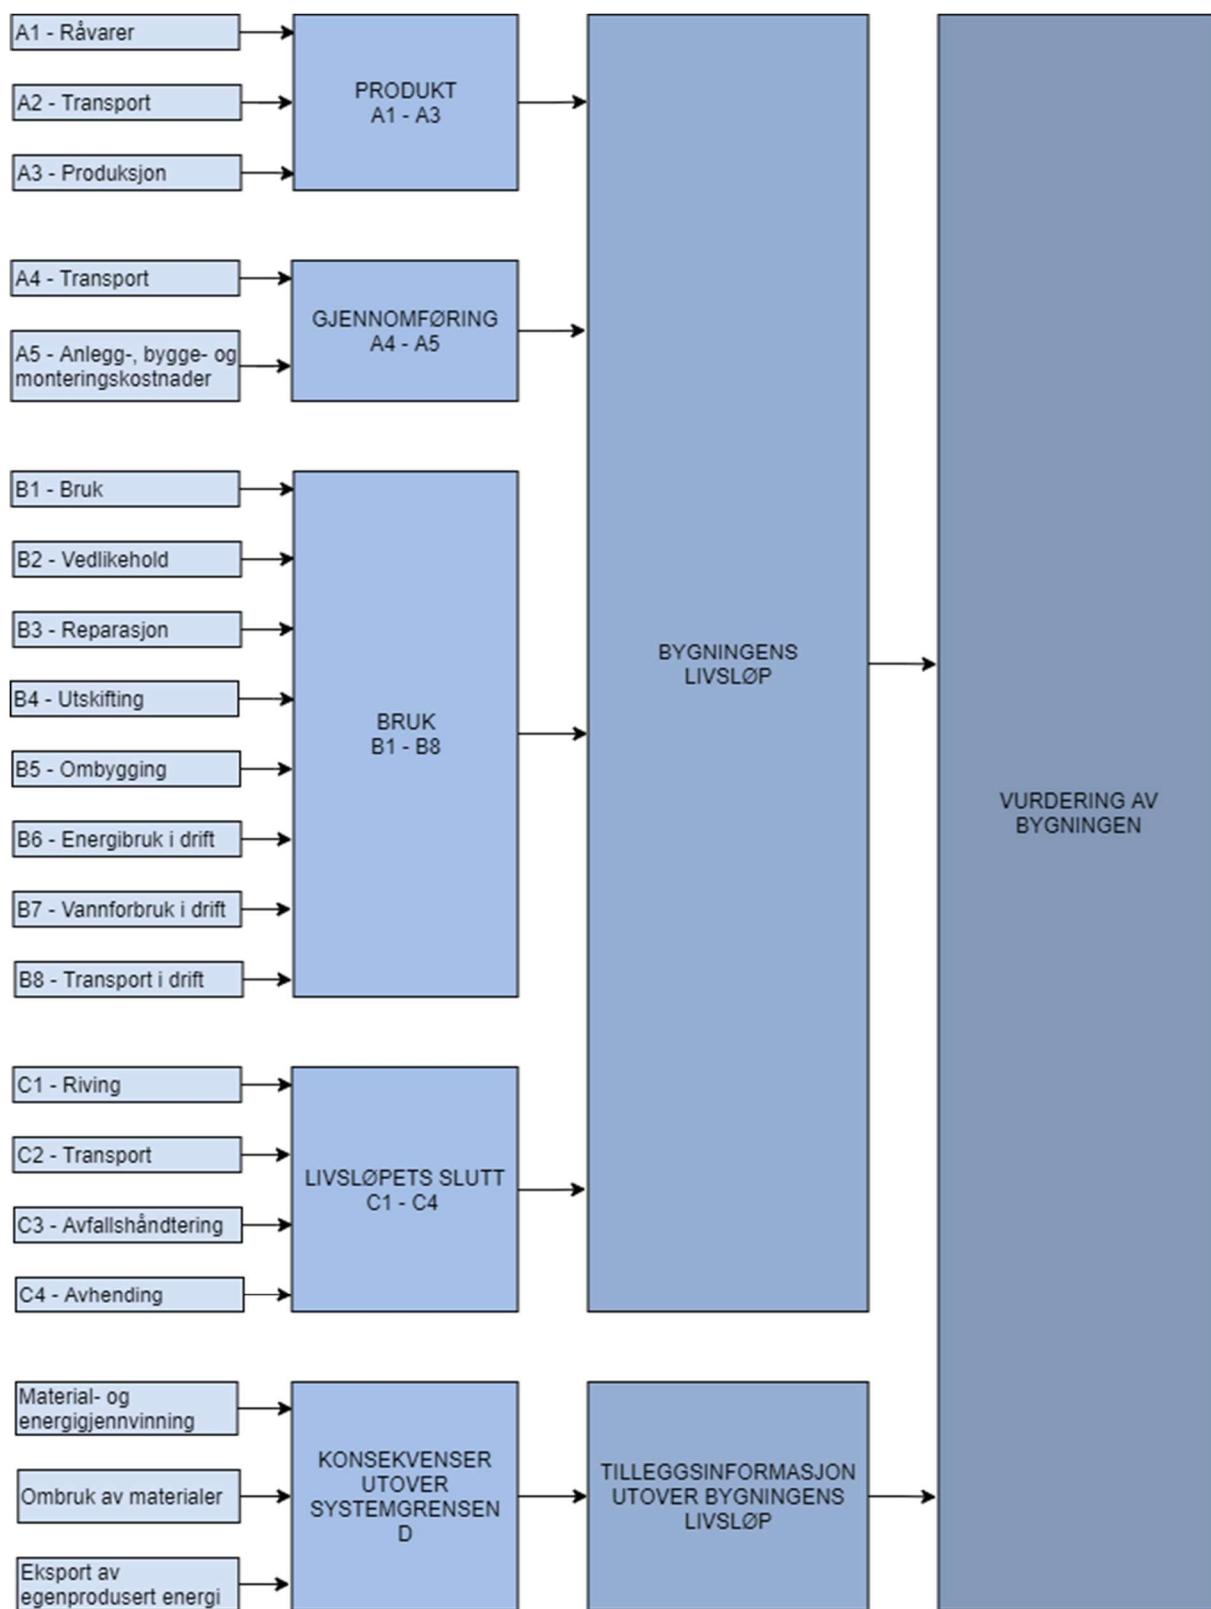 A1 - Råvarer
A2 - Transport
A3 - Produksjon
PRODUKT
A1 - A3
A4 - Transport
A5 - Anlegg-, bygge- og
monteringskostnader
GJENNOMFØRING
A4 - A5
B1 - Bruk
B2 - Vedlikehold
B3 - Reparasjon
B4 - Utskifting
B5 - Ombygging
B6 - Energibruk i drift
B7 - Vannforbruk i drift
B8 - Transport i drift
BRUK
B1 - B8
C1 - Riving
C2 - Transport
C3 - Avfallshåndtering
C4 - Avhending
LIVSLØPETS SLUTT
C1 - C4
BYGNINGENS
LIVSLØP
Material- og
energigjennvinning
Ombruk av materialer
Eksport av
egenprodusert energi
KONSEKVENSER
UTOVER
SYSTEMGRENSEN
D
TILLEGGSINFORMASJON
UTOVER BYGNINGENS
LIVSLØP
VURDERING AV
BYGNINGEN